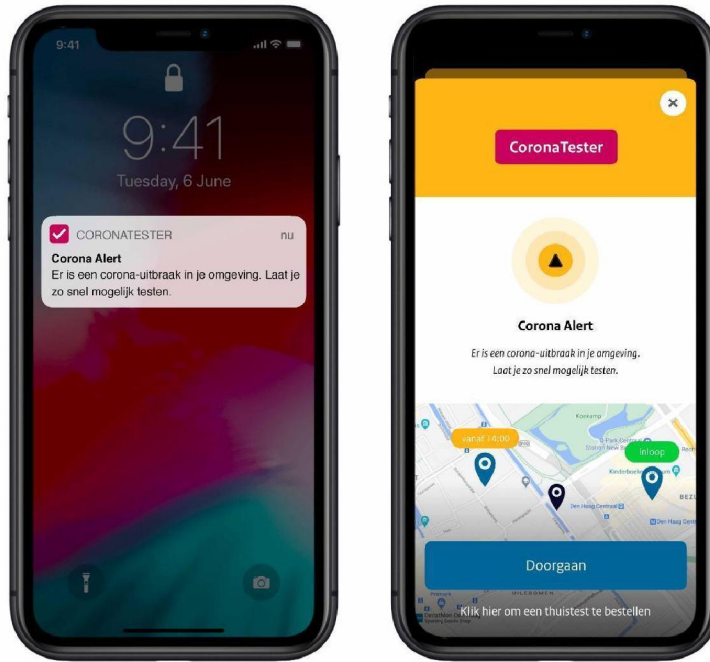 9:41
9:41
Tuesday, 6 June
CORONATESTER nu
Corona Alert
Er is een corona-uitbraak in je omgeving. Laat je
zo snel mogelijk testen.
CoronaTester
Corona Alert
Er is een corona-uitbraak in je omgeving.
Laat je zo snel mogelijk testen.
Koekamp
vanaf 14:00
inloop
Den Haag Centraal
Doorgaan
Klik hier om een thuistest te bestellen